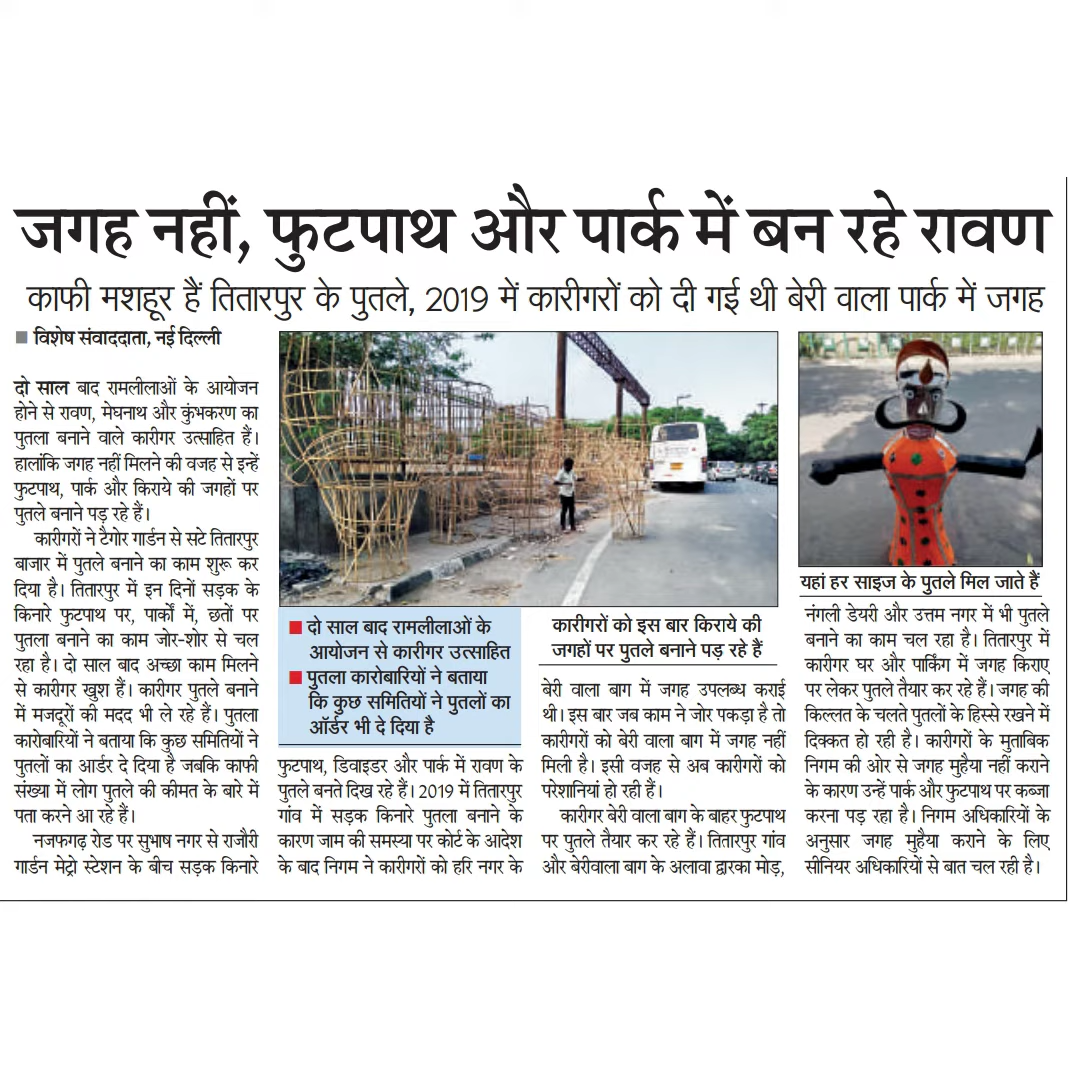 जगह नहीं, फुटपाथ और पार्क में बन रहे रावण
काफी मशहूर हैं तितारपुर के पुतले, 2019 में कारीगरों को दी गई थी बेरी वाला पार्क में जगह
■ विशेष संवाददाता, नई दिल्ली
दो साल बाद रामलीलाओं के आयोजन
होने से रावण, मेघनाथ और कुंभकरण का
पुतला बनाने वाले कारीगर उत्साहित हैं।
हालांकि जगह नहीं मिलने की वजह से इन्हें
फुटपाथ, पार्क और किराये की जगहों पर
पुतले बनाने पड़ रहे हैं।
कारीगरों ने टैगोर गार्डन से सटे तितारपुर
बाजार में पुतले बनाने का काम शुरू कर
दिया है। तितारपुर में इन दिनों सड़क के
किनारे फुटपाथ पर, पार्कों में, छतों पर
पुतला बनाने का काम जोर-शोर से चल
रहा है। दो साल बाद अच्छा काम मिलने
से कारीगर खुश हैं। कारीगर पुतले बनाने
में मजदूरों की मदद भी ले रहे हैं। पुतला
कारोबारियों ने बताया कि कुछ समितियों ने
पुतलों का आर्डर दे दिया है जबकि काफी
संख्या में लोग पुतले की कीमत के बारे में
पता करने आ रहे हैं।
नजफगढ़ रोड पर सुभाष नगर से राजौरी
गार्डन मेट्रो स्टेशन के बीच सड़क किनारे
■ दो साल बाद रामलीलाओं के
आयोजन से कारीगर उत्साहित
■ पुतला कारोबारियों ने बताया
कि कुछ समितियों ने पुतलों का
ऑर्डर भी दे दिया है
फुटपाथ, डिवाइडर और पार्क में रावण के
पुतले बनते दिख रहे हैं। 2019 में तितारपुर
गांव में सड़क किनारे पुतला बनाने के
कारण जाम की समस्या पर कोर्ट के आदेश
के बाद निगम ने कारीगरों को हरि नगर के
कारीगरों को इस बार किराये की
जगहों पर पुतले बनाने पड़ रहे हैं
बेरी वाला बाग में जगह उपलब्ध कराई
थी। इस बार जब काम ने जोर पकड़ा है तो
कारीगरों को बेरी वाला बाग में जगह नहीं
मिली है। इसी वजह से अब कारीगरों को
परेशानियां हो रही हैं।
कारीगर बेरी वाला बाग के बाहर फुटपाथ
पर पुतले तैयार कर रहे हैं। तितारपुर गांव
और बेरीवाला बाग के अलावा द्वारका मोड़,
यहां हर साइज के पुतले मिल जाते हैं
नंगली डेयरी और उत्तम नगर में भी पुतले
बनाने का काम चल रहा है। तितारपुर में
कारीगर घर और पार्किंग में जगह किराए
पर लेकर पुतले तैयार कर रहे हैं। जगह की
किल्लत के चलते पुतलों के हिस्से रखने में
दिक्कत हो रही है। कारीगरों के मुताबिक
निगम की ओर से जगह मुहैया नहीं कराने
के कारण उन्हें पार्क और फुटपाथ पर कब्जा
करना पड़ रहा है। निगम अधिकारियों के
अनुसार जगह मुहैया कराने के लिए
सीनियर अधिकारियों से बात चल रही है।